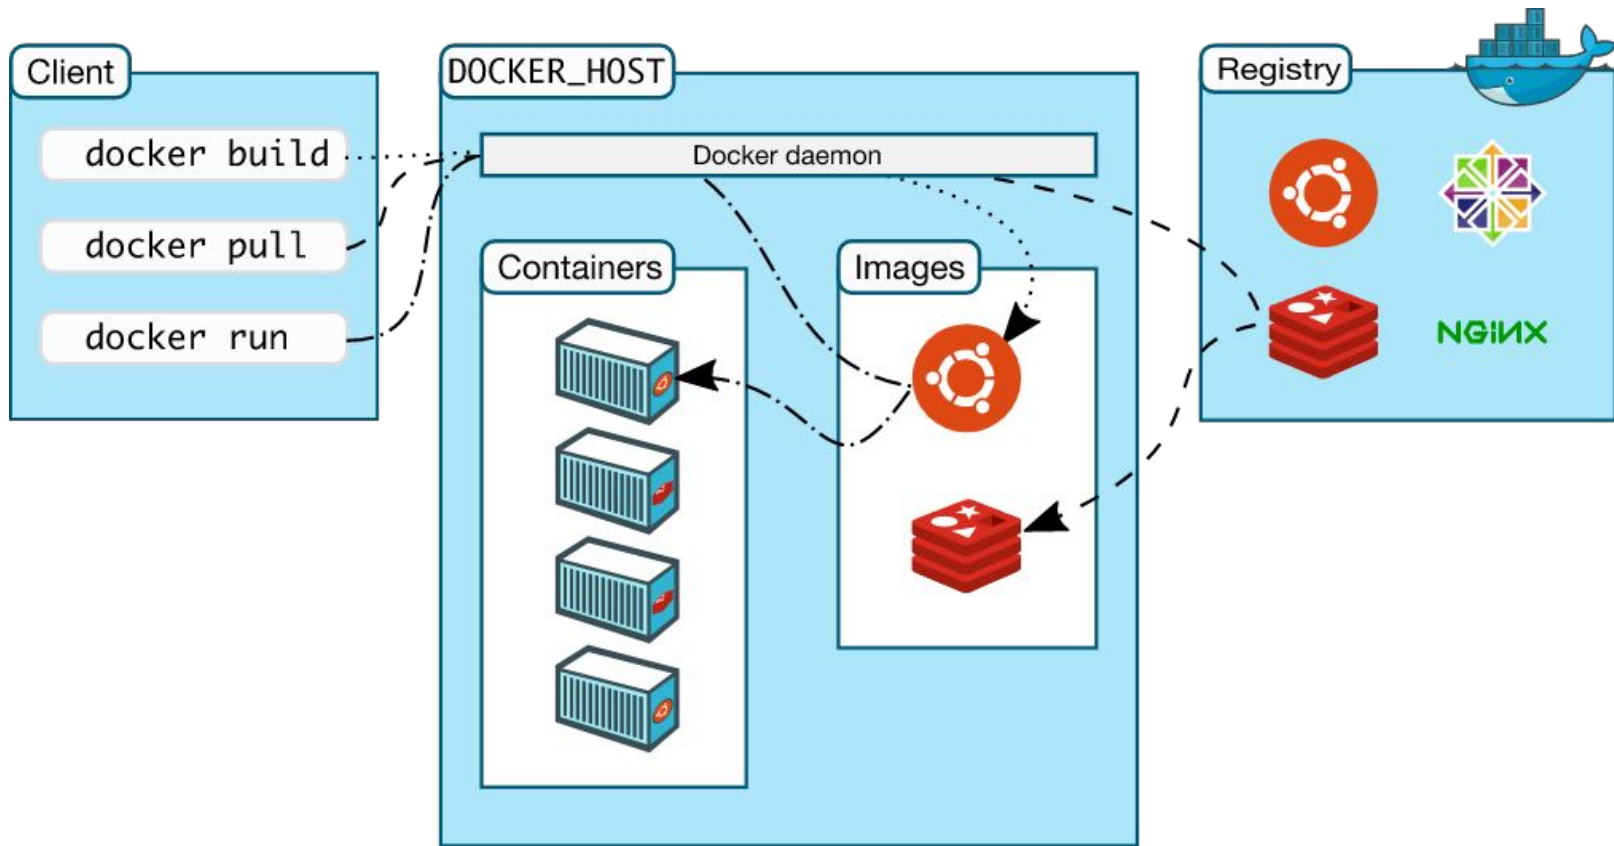 Client
docker build
docker pull
docker run
DOCKER_HOST
Docker daemon
Containers
Images
Registry
NGiNX